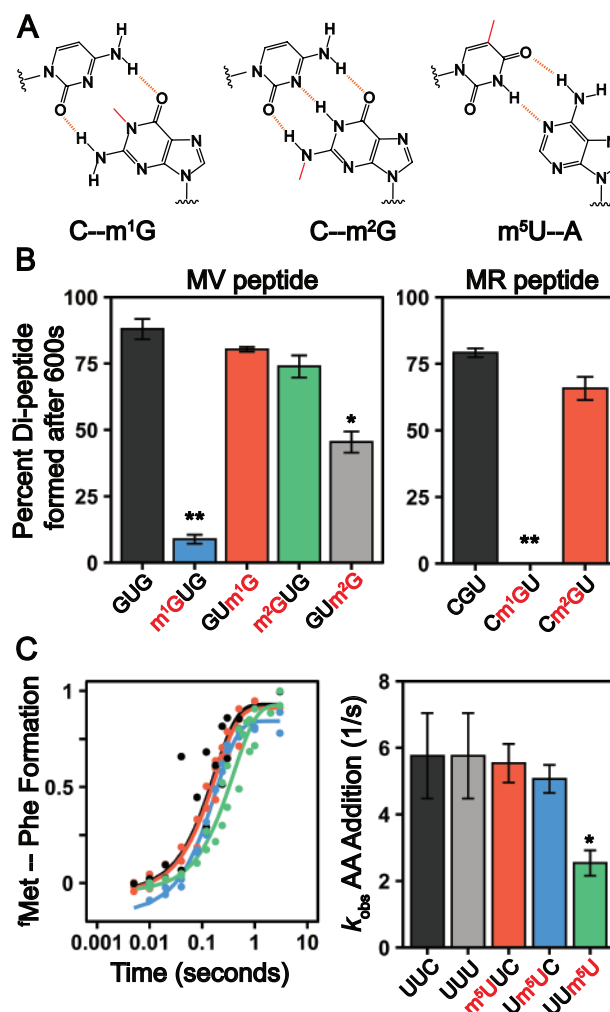 A
C--m¹G
C--m²G
m⁵U--A
B
MV peptide
MR peptide
Percent Di-peptide
formed after 600s
100
75
50
25
0
**
*
GUG
m¹GUG
GUm¹G
m²GUG
GUm²G
100
75
50
25
0
**
CGU
Cm¹GU
Cm²GU
C
ᶠMet -- Phe Formation
1
0.5
0
0.001
0.01
0.1
1
10
Time (seconds)
k_obs AA Addition (1/s)
8
6
4
2
0
*
UUC
UUU
m⁵UUC
Um⁵UC
UUm⁵U